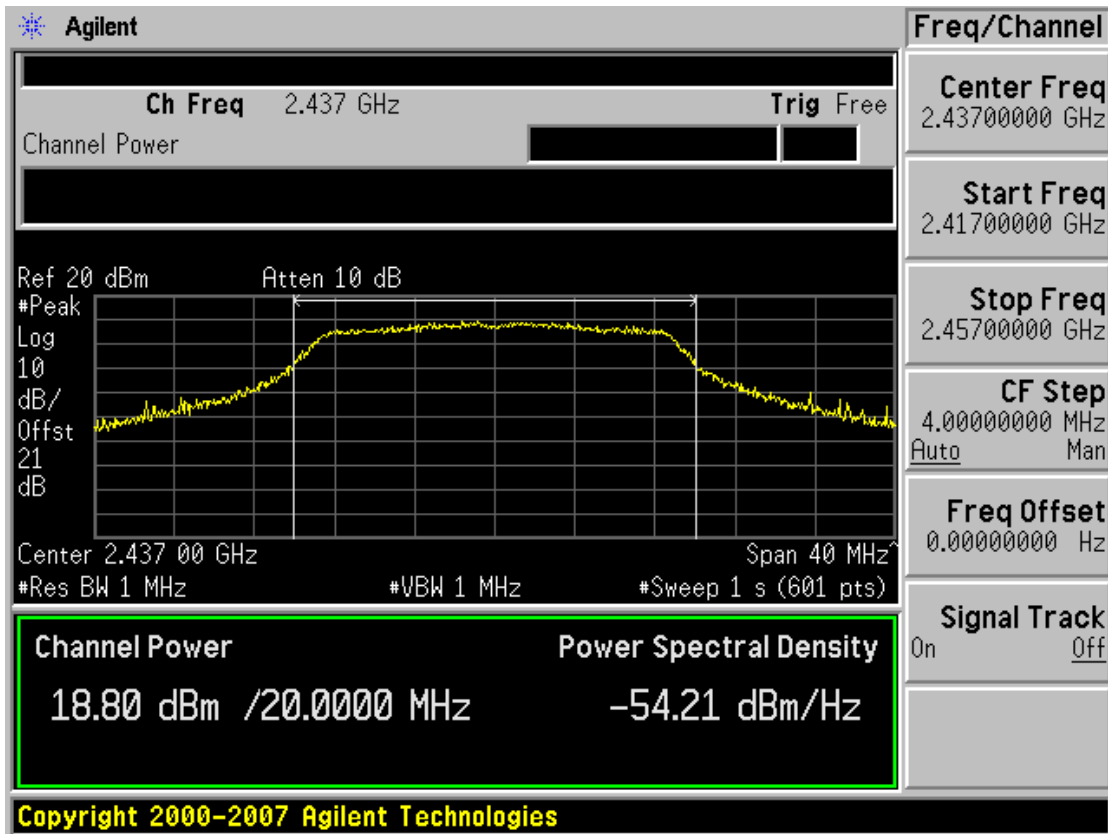 Agilent
Freq/Channel
Ch Freq 2.437 GHz Trig Free
Channel Power
Ref 20 dBm Atten 10 dB
#Peak
Log
10
dB/
Offst
21
dB
Center 2.437 00 GHz Span 40 MHz^
#Res BW 1 MHz #VBW 1 MHz #Sweep 1 s (601 pts)
Channel Power Power Spectral Density
18.80 dBm /20.0000 MHz -54.21 dBm/Hz
Center Freq
2.43700000 GHz
Start Freq
2.41700000 GHz
Stop Freq
2.45700000 GHz
CF Step
4.00000000 MHz
Auto Man
Freq Offset
0.00000000 Hz
Signal Track
On Off
Copyright 2000-2007 Agilent Technologies